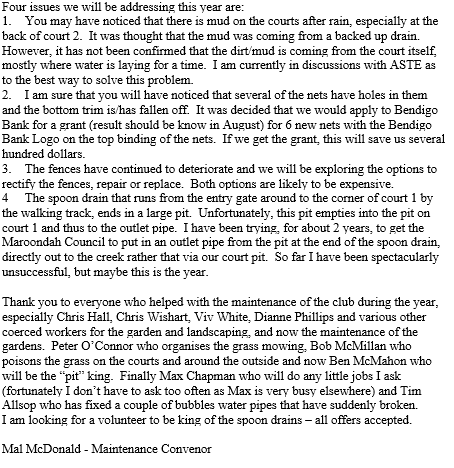 Four issues we will be addressing this year are:
1.   You may have noticed that there is mud on the courts after rain, especially at the
back of court 2.  It was thought that the mud was coming from a backed up drain.
However, it has not been confirmed that the dirt/mud is coming from the court itself,
mostly where water is laying for a time.  I am currently in discussions with ASTE as
to the best way to solve this problem.
2.   I am sure that you will have noticed that several of the nets have holes in them
and the bottom trim is/has fallen off.  It was decided that we would apply to Bendigo
Bank for a grant (result should be know in August) for 6 new nets with the Bendigo
Bank Logo on the top binding of the nets.  If we get the grant, this will save us several
hundred dollars.
3.   The fences have continued to deteriorate and we will be exploring the options to
rectify the fences, repair or replace.  Both options are likely to be expensive.
4    The spoon drain that runs from the entry gate around to the corner of court 1 by
the walking track, ends in a large pit.  Unfortunately, this pit empties into the pit on
court 1 and thus to the outlet pipe.  I have been trying, for about 2 years, to get the
Maroondah Council to put in an outlet pipe from the pit at the end of the spoon drain,
directly out to the creek rather that via our court pit.  So far I have been spectacularly
unsuccessful, but maybe this is the year.

Thank you to everyone who helped with the maintenance of the club during the year,
especially Chris Hall, Chris Wishart, Viv White, Dianne Phillips and various other
coerced workers for the garden and landscaping, and now the maintenance of the
gardens.  Peter O'Connor who organises the grass mowing, Bob McMillan who
poisons the grass on the courts and around the outside and now Ben McMahon who
will be the "pit" king.  Finally Max Chapman who will do any little jobs I ask
(fortunately I don't have to ask too often as Max is very busy elsewhere) and Tim
Allsop who has fixed a couple of bubbles water pipes that have suddenly broken.
I am looking for a volunteer to be king of the spoon drains – all offers accepted.

Mal McDonald - Maintenance Convenor